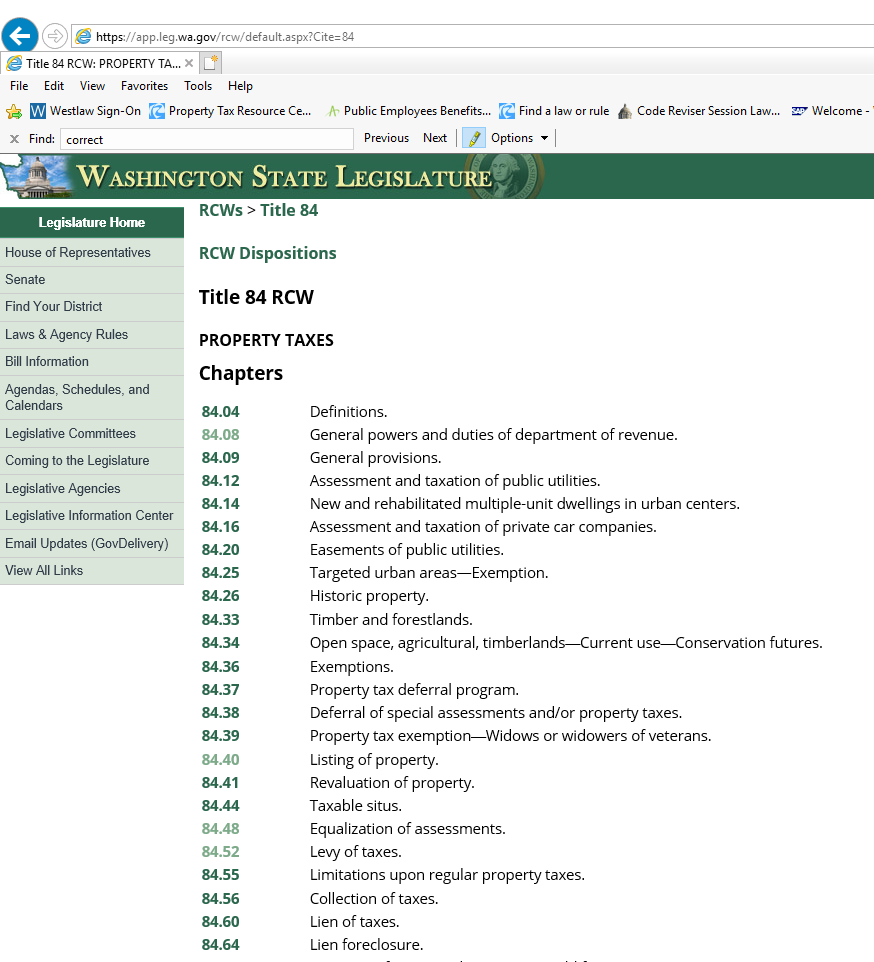 https://app.leg.wa.gov/rcw/default.aspx?Cite=84
Title 84 RCW: PROPERTY TA...
File Edit View Favorites Tools Help
W Westlaw Sign-On Property Tax Resource Ce... Public Employees Benefits... Find a law or rule Code Reviser Session Law... SAP Welcome -
x Find: correct Previous Next Options
WASHINGTON STATE LEGISLATURE
Legislature Home
House of Representatives
Senate
Find Your District
Laws & Agency Rules
Bill Information
Agendas, Schedules, and
Calendars
Legislative Committees
Coming to the Legislature
Legislative Agencies
Legislative Information Center
Email Updates (GovDelivery)
View All Links
RCWs > Title 84
RCW Dispositions
Title 84 RCW
PROPERTY TAXES
Chapters
84.04 Definitions.
84.08 General powers and duties of department of revenue.
84.09 General provisions.
84.12 Assessment and taxation of public utilities.
84.14 New and rehabilitated multiple-unit dwellings in urban centers.
84.16 Assessment and taxation of private car companies.
84.20 Easements of public utilities.
84.25 Targeted urban areas—Exemption.
84.26 Historic property.
84.33 Timber and forestlands.
84.34 Open space, agricultural, timberlands—Current use—Conservation futures.
84.36 Exemptions.
84.37 Property tax deferral program.
84.38 Deferral of special assessments and/or property taxes.
84.39 Property tax exemption—Widows or widowers of veterans.
84.40 Listing of property.
84.41 Revaluation of property.
84.44 Taxable situs.
84.48 Equalization of assessments.
84.52 Levy of taxes.
84.55 Limitations upon regular property taxes.
84.56 Collection of taxes.
84.60 Lien of taxes.
84.64 Lien foreclosure.